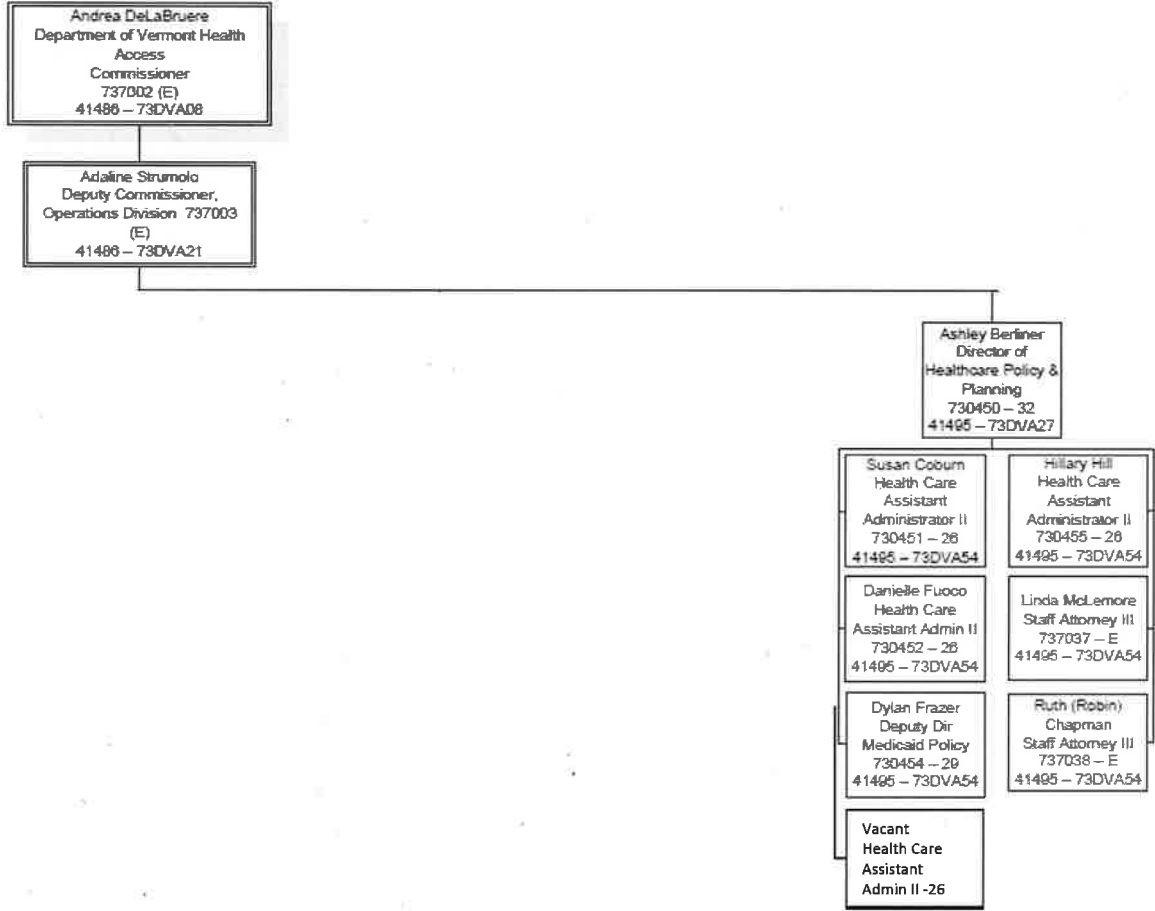 Andrea DeLaBruere
Department of Vermont Health
Access
Commissioner
737002 (E)
41486 – 73DVA08
Adaline Strumolo
Deputy Commissioner,
Operations Division 737003
(E)
41486 – 73DVA21
Ashley Berliner
Director of
Healthcare Policy &
Planning
730450 – 32
41495 – 73DVA27
Susan Coburn
Health Care
Assistant
Administrator II
730451 – 26
41495 – 73DVA54
Hillary Hill
Health Care
Assistant
Administrator II
730455 – 26
41495 – 73DVA54
Danielle Fuoco
Health Care
Assistant Admin II
730452 – 26
41495 – 73DVA54
Linda McLemore
Staff Attorney III
737037 – E
41495 – 73DVA54
Dylan Frazer
Deputy Dir
Medicaid Policy
730454 – 29
41495 – 73DVA54
Ruth (Robin)
Chapman
Staff Attorney III
737038 – E
41495 – 73DVA54
Vacant
Health Care
Assistant
Admin II -26